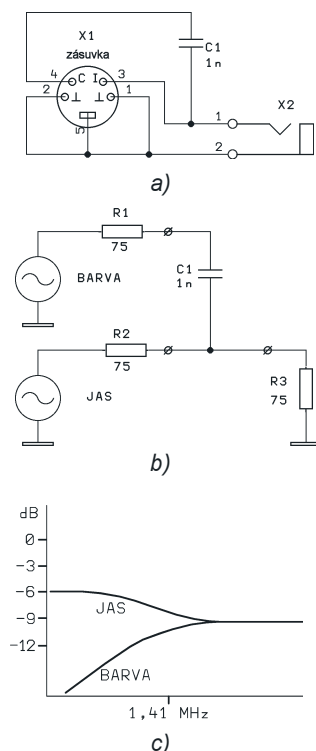 X1
zásuvka
C1
1n
4 C I 3
2 ⊥ ⊥ 1
5
X2
1
2
a)
R1
75
BARVA
C1
1n
R2
75
JAS
R3
75
b)
dB
0
-3
-6
JAS
-9
-12
BARVA
1,41 MHz
c)